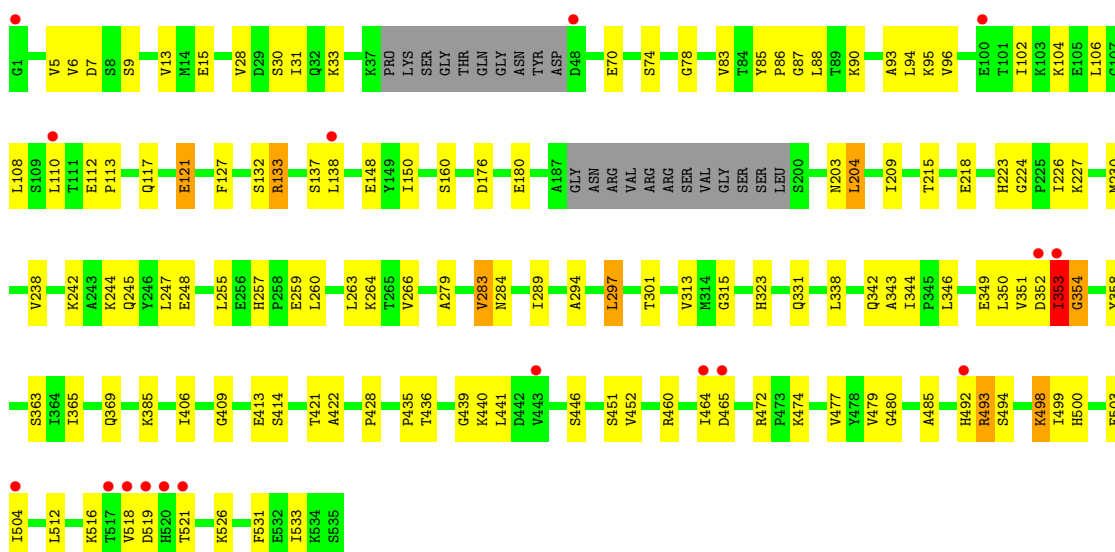 G1 V5 V6 D7 S8 S9 V13 M14 E15 V28 D29 S30 I31 Q32 K33 K37 PRO LYS SER GLY THR GLN GLY ASN TYR ASP D48 E70 S74 G78 V83 T84 Y85 P86 G87 L88 T89 K90 A93 L94 K95 V96 E100 T101 I102 K103 K104 E105 L106 G107
L108 S109 L110 T111 E112 P113 Q117 E121 F127 S132 R133 S137 L138 E148 Y149 I150 S160 D176 E180 A187 GLY ASN ARG VAL ARG ARG SER VAL GLY SER SER LEU S200 N203 L204 I209 T215 E218 H223 G224 P225 I226 K227 M230
V238 K242 A243 K244 Q245 Y246 L247 E248 L255 E256 H257 P258 E259 L260 L263 K264 T265 V266 A279 V283 N284 I289 A294 L297 T301 V313 M314 G315 H323 Q331 L338 Q342 A343 I344 P345 L346 E349 L350 V351 D352 I353 G354
S363 I364 I365 Q369 K385 I406 G409 E413 S414 T421 A422 P428 P435 T436 G439 K440 L441 D442 V443 S446 S451 V452 R460 I464 D465 R472 P473 K474 V477 Y478 V479 G480 A485 H492 R493 S494 K498 I499 H500
I504 L512 K516 T517 V518 D519 H520 T521 K526 F531 E532 I533 K534 S535